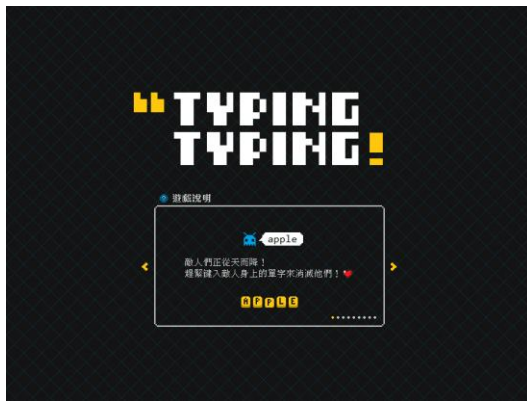 "TYPING
TYPING!
遊戲說明
apple
敵人們正從天而降！
趕緊鍵入敵人身上的單字來消滅他們！
APPLE